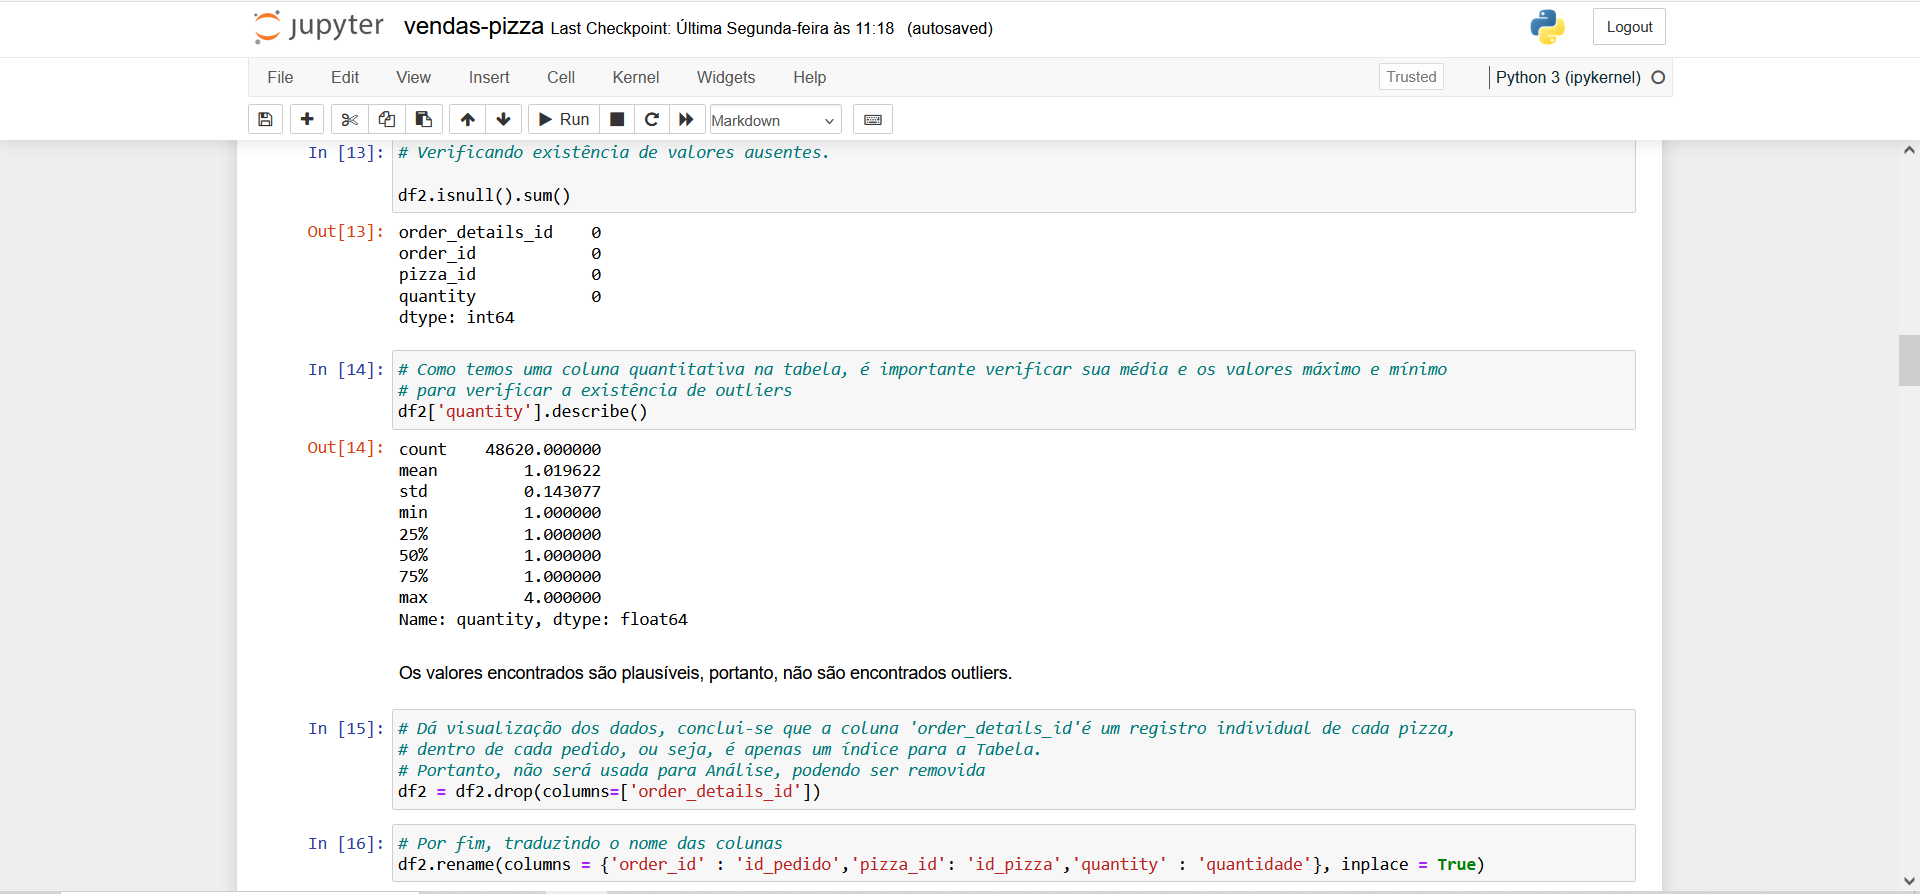 jupyter vendas-pizza Last Checkpoint: Última Segunda-feira às 11:18 (autosaved)
Logout
File Edit View Insert Cell Kernel Widgets Help
Trusted
Python 3 (ipykernel)
Run
Markdown
In [13]: # Verificando existência de valores ausentes.
df2.isnull().sum()
Out[13]: order_details_id 0
order_id 0
pizza_id 0
quantity 0
dtype: int64
In [14]: # Como temos uma coluna quantitativa na tabela, é importante verificar sua média e os valores máximo e mínimo
# para verificar a existência de outliers
df2['quantity'].describe()
Out[14]: count 48620.000000
mean 1.019622
std 0.143077
min 1.000000
25% 1.000000
50% 1.000000
75% 1.000000
max 4.000000
Name: quantity, dtype: float64
Os valores encontrados são plausíveis, portanto, não são encontrados outliers.
In [15]: # Dá visualização dos dados, conclui-se que a coluna 'order_details_id'é um registro individual de cada pizza,
# dentro de cada pedido, ou seja, é apenas um índice para a Tabela.
# Portanto, não será usada para Análise, podendo ser removida
df2 = df2.drop(columns=['order_details_id'])
In [16]: # Por fim, traduzindo o nome das colunas
df2.rename(columns = {'order_id' : 'id_pedido','pizza_id': 'id_pizza','quantity' : 'quantidade'}, inplace = True)